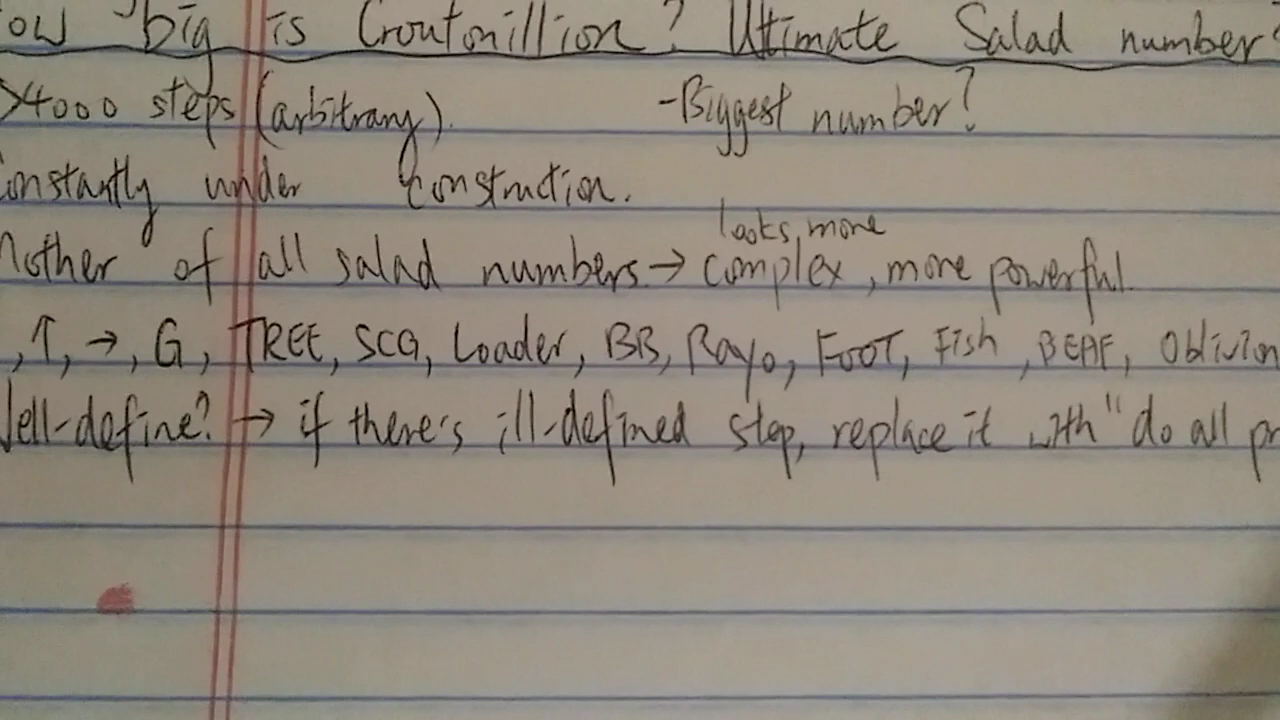 ow big is Croutonillion? Ultimate Salad number?
>4000 steps (arbitrary). -Biggest number?
onstantly under construction.
looks more
Mother of all salad numbers → complex, more powerful.
, ↑, →, G, TREE, SCG, Loader, BB, Rayo, FOOT, Fish, BEAF, Oblivion
Well-define? → if there's ill-defined step, replace it with "do all pr